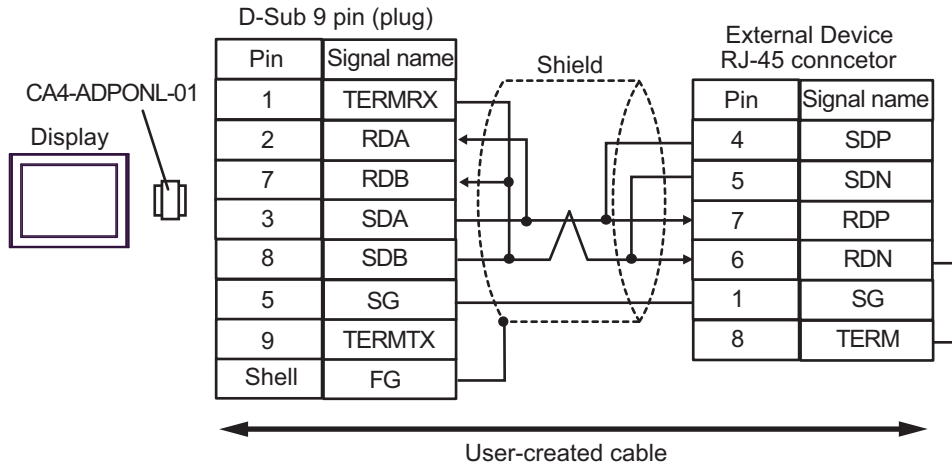 D-Sub 9 pin (plug)
External Device
RJ-45 conncetor
CA4-ADPONL-01
Display
Shield
Pin Signal name
1 TERMRX
2 RDA
7 RDB
3 SDA
8 SDB
5 SG
9 TERMTX
Shell FG
Pin Signal name
4 SDP
5 SDN
7 RDP
6 RDN
1 SG
8 TERM
User-created cable